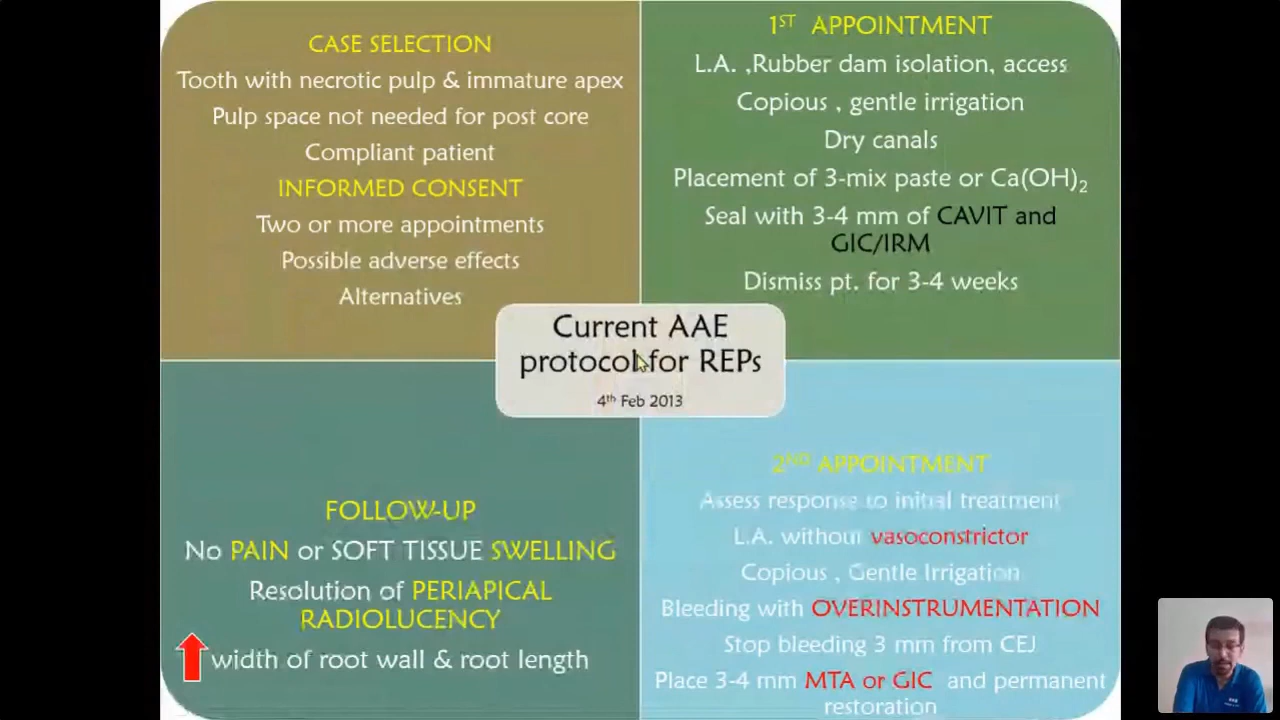 CASE SELECTION
Tooth with necrotic pulp & immature apex
Pulp space not needed for post core
Compliant patient
INFORMED CONSENT
Two or more appointments
Possible adverse effects
Alternatives
1ST APPOINTMENT
L.A. ,Rubber dam isolation, access
Copious , gentle irrigation
Dry canals
Placement of 3-mix paste or Ca(OH)2
Seal with 3-4 mm of CAVIT and
GIC/IRM
Dismiss pt. for 3-4 weeks
Current AAE
protocol for REPs
4th Feb 2013
FOLLOW-UP
No PAIN or SOFT TISSUE SWELLING
Resolution of PERIAPICAL
RADIOLUCENCY
width of root wall & root length
2ND APPOINTMENT
Assess response to initial treatment
L.A. without vasoconstrictor
Copious , Gentle Irrigation
Bleeding with OVERINSTRUMENTATION
Stop bleeding 3 mm from CEJ
Place 3-4 mm MTA or GIC and permanent
restoration